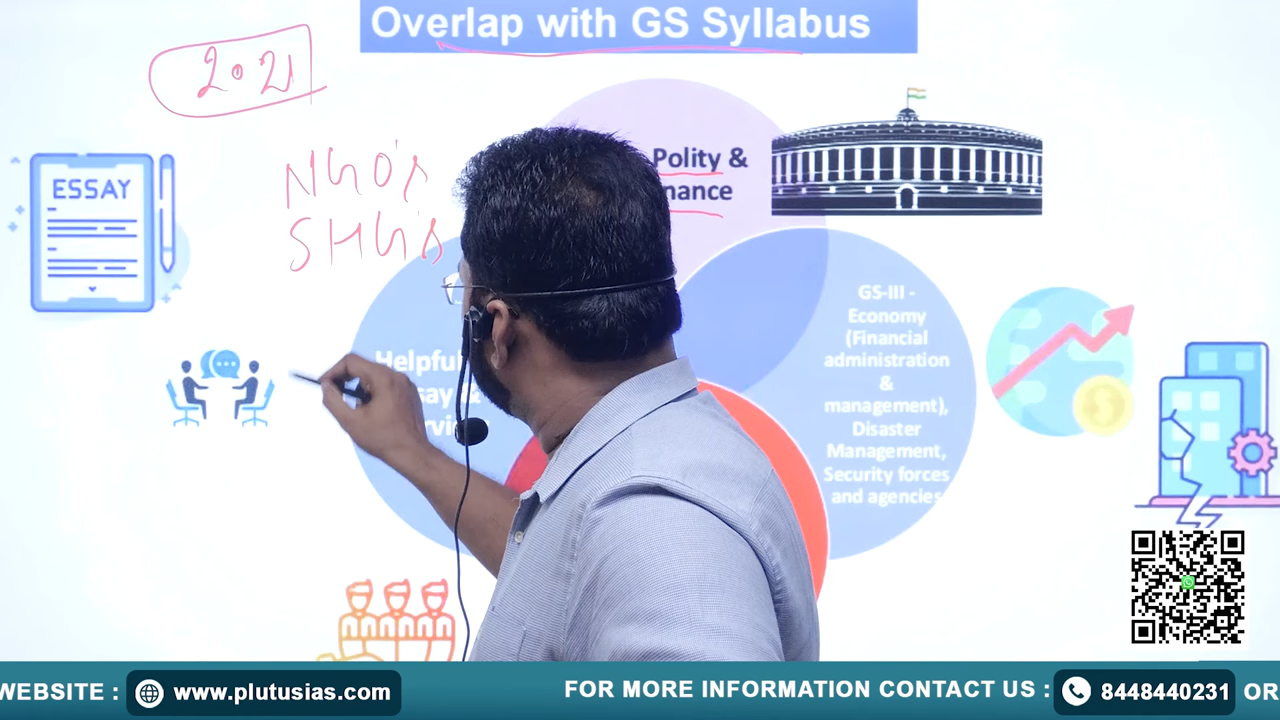 Overlap with GS Syllabus
2021
NGO's
SHG's
ESSAY
Polity &
GS-III -
Economy
(Financial
administration
&
management),
Disaster
Management,
Security forces
and agencies
WEBSITE :
www.plutusias.com
FOR MORE INFORMATION CONTACT US :
8448440231
OR